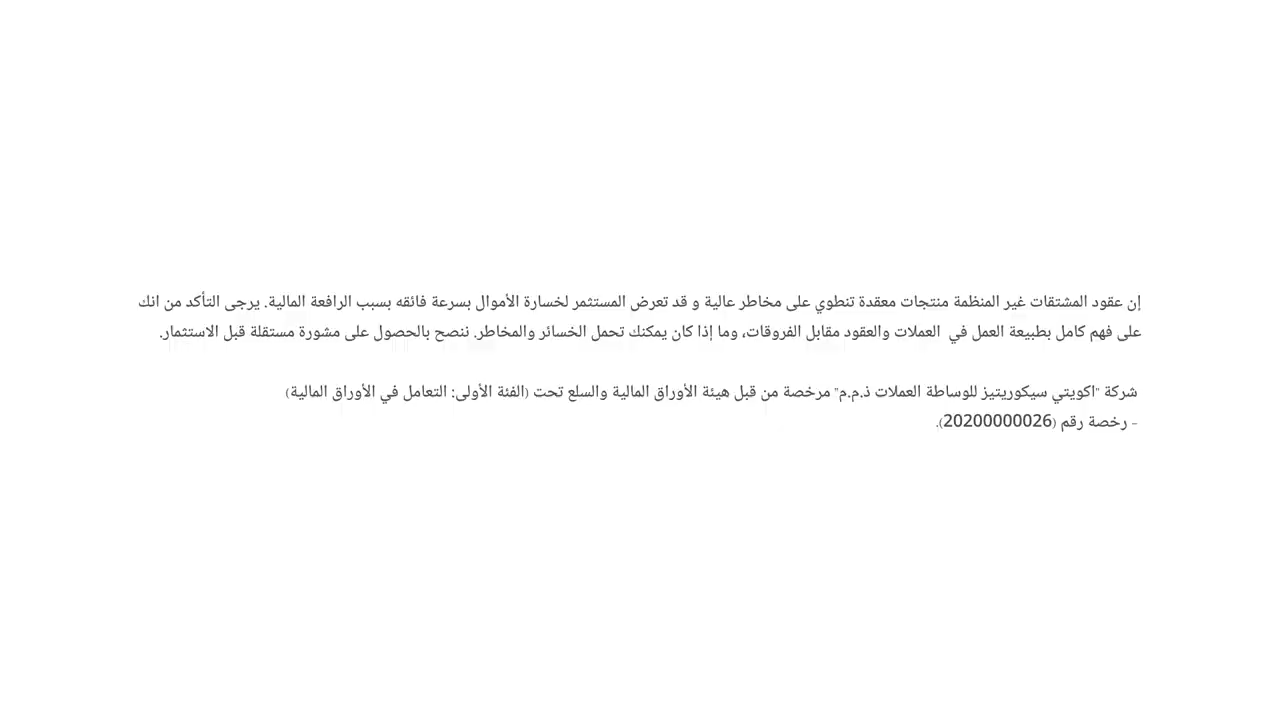 إن عقود المشتقات غير المنظمة منتجات معقدة تنطوي على مخاطر عالية و قد تعرض المستثمر لخسارة الأموال بسرعة فائقه بسبب الرافعة المالية. يرجى التأكد من انك
على فهم كامل بطبيعة العمل في العملات والعقود مقابل الفروقات، وما إذا كان يمكنك تحمل الخسائر والمخاطر. ننصح بالحصول على مشورة مستقلة قبل الاستثمار.
شركة "اكويتي سيكوريتيز للوساطة العملات ذ.م.م" مرخصة من قبل هيئة الأوراق المالية والسلع تحت (الفئة الأولى: التعامل في الأوراق المالية)
- رخصة رقم (20200000026).